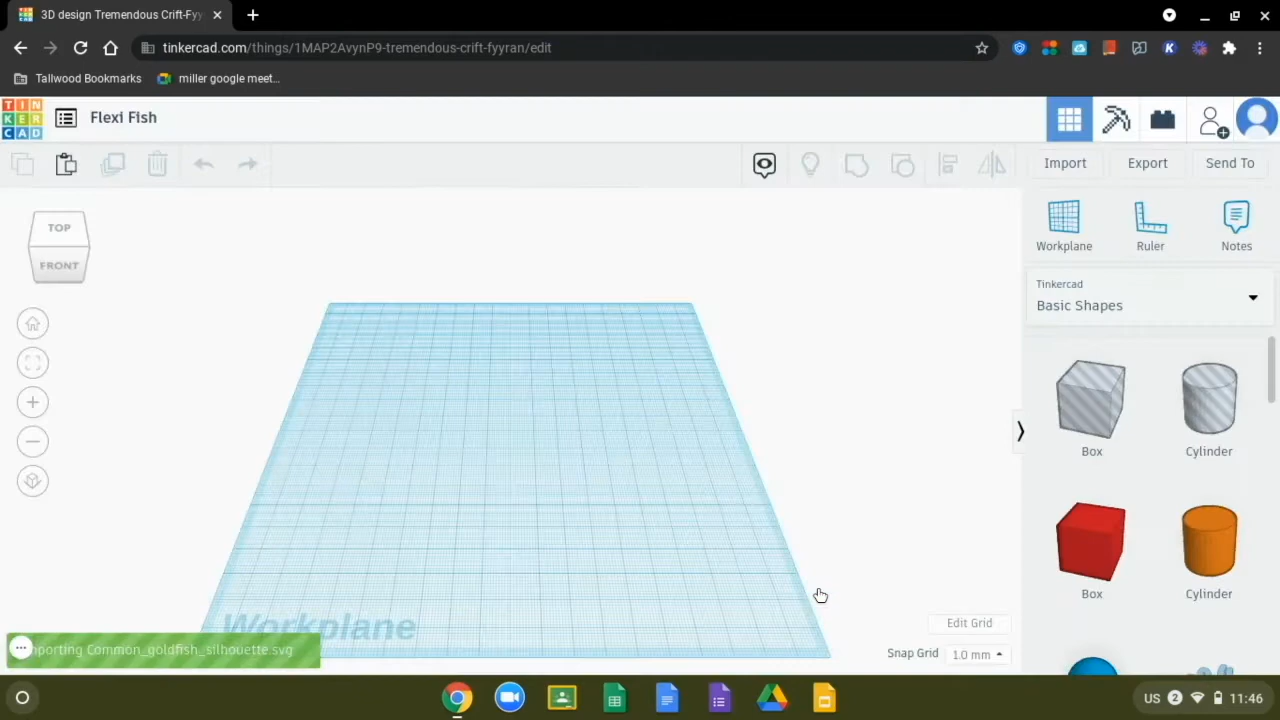 3D design Tremendous Crift-Fyy
tinkercad.com/things/1MAP2AvynP9-tremendous-crift-fyyran/edit
Tallwood Bookmarks
miller google meet...
TIN
KER
CAD
Flexi Fish
Import
Export
Send To
TOP
FRONT
Workplane
Ruler
Notes
Tinkercad
Basic Shapes
Box
Cylinder
Box
Cylinder
Workplane
Edit Grid
Snap Grid
1.0 mm
Common_goldfish_silhouette.svg
US
2
11:46